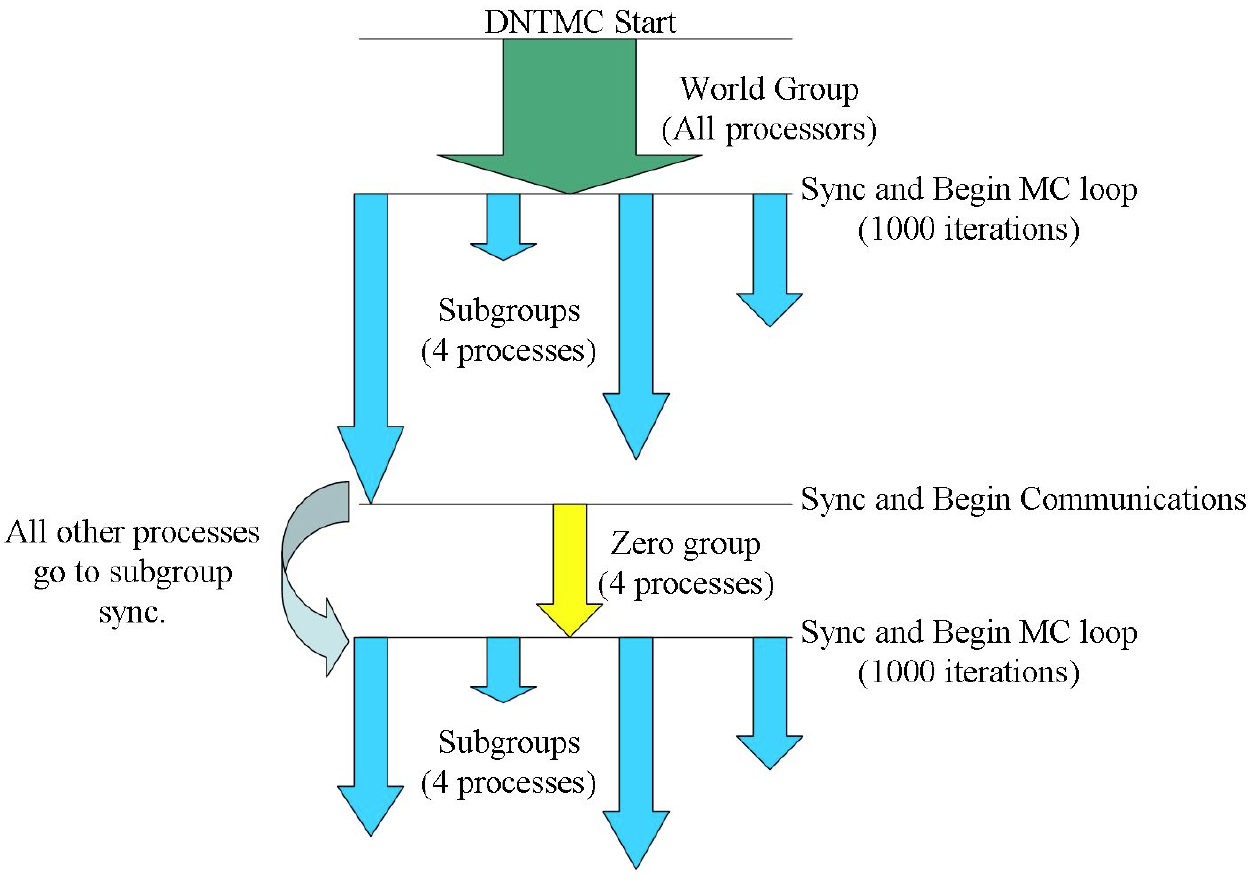 DNTMC Start
World Group
(All processors)
Sync and Begin MC loop
(1000 iterations)
Subgroups
(4 processes)
Sync and Begin Communications
All other processes
go to subgroup
sync.
Zero group
(4 processes)
Sync and Begin MC loop
(1000 iterations)
Subgroups
(4 processes)